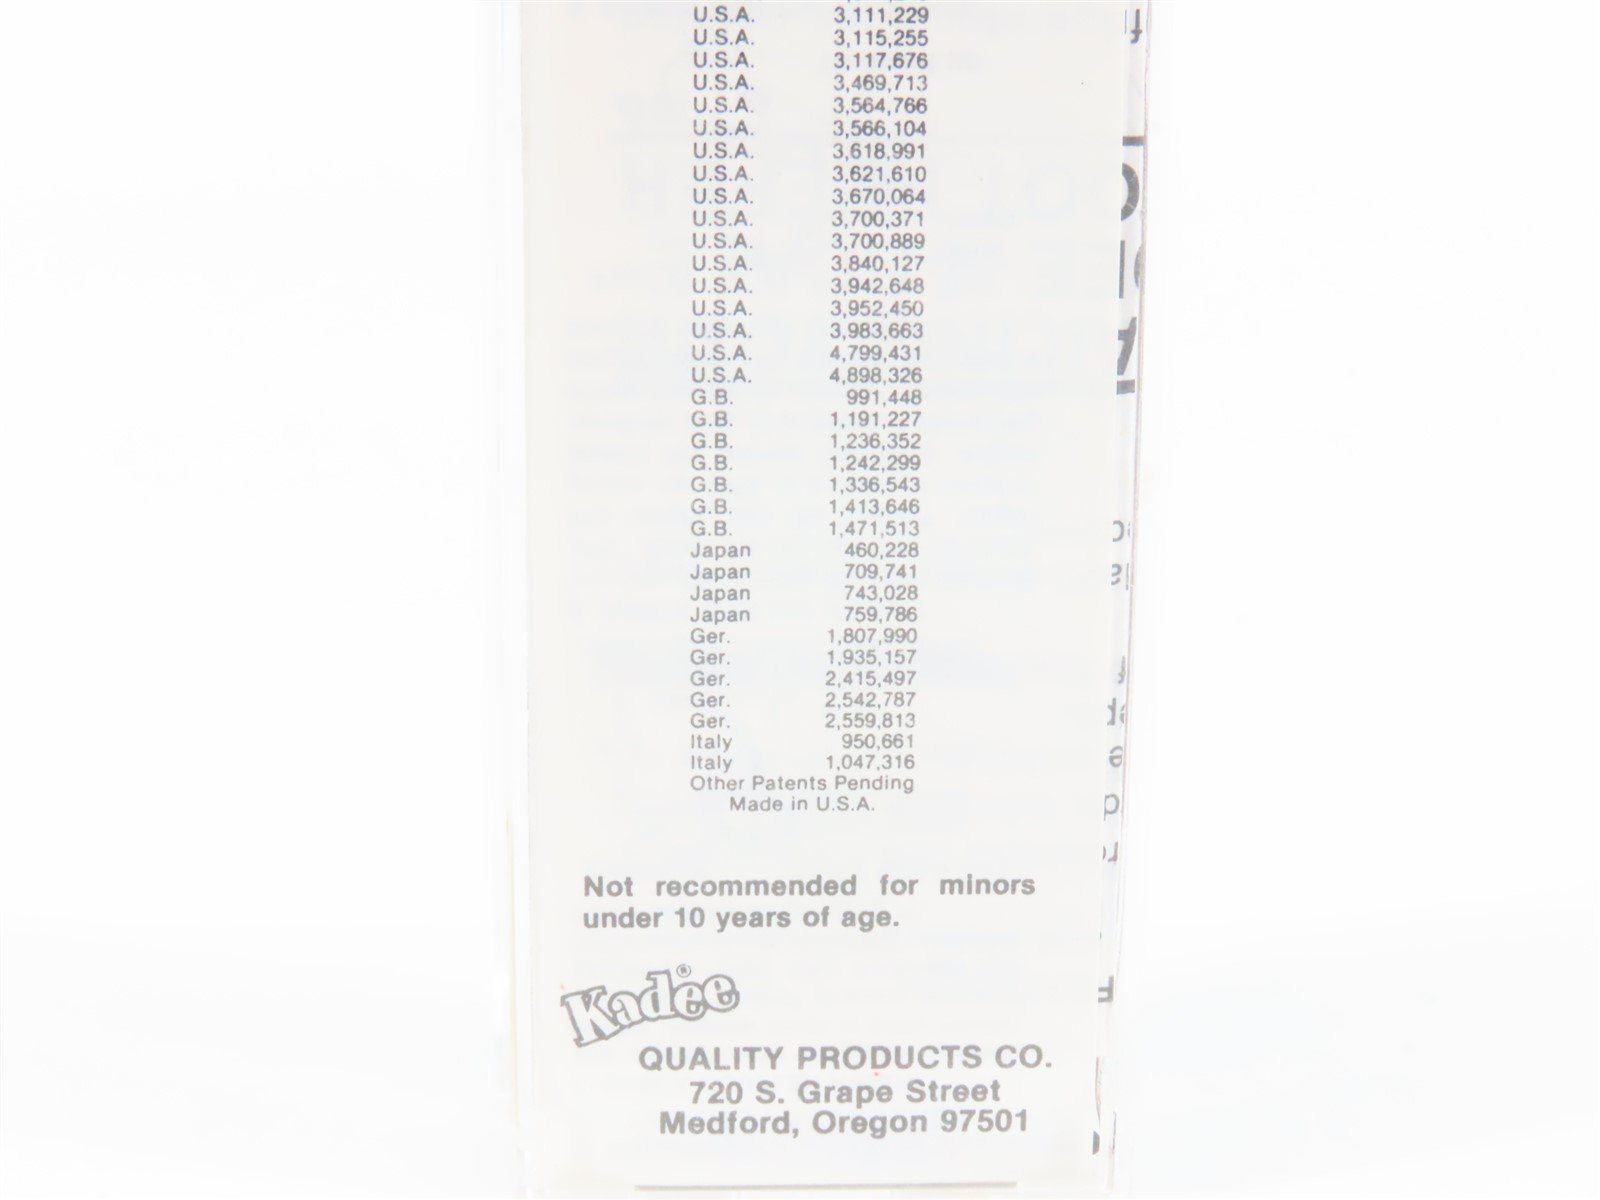 U.S.A. 3,111,229
U.S.A. 3,115,255
U.S.A. 3,117,676
U.S.A. 3,469,713
U.S.A. 3,564,766
U.S.A. 3,566,104
U.S.A. 3,618,991
U.S.A. 3,621,610
U.S.A. 3,670,064
U.S.A. 3,700,371
U.S.A. 3,700,889
U.S.A. 3,840,127
U.S.A. 3,942,648
U.S.A. 3,952,450
U.S.A. 3,983,663
U.S.A. 4,799,431
U.S.A. 4,898,326
G.B. 991,448
G.B. 1,191,227
G.B. 1,236,352
G.B. 1,242,299
G.B. 1,336,543
G.B. 1,413,646
G.B. 1,471,513
Japan 460,228
Japan 709,741
Japan 743,028
Japan 759,786
Ger. 1,807,990
Ger. 1,935,157
Ger. 2,415,497
Ger. 2,542,787
Ger. 2,559,813
Italy 950,661
Italy 1,047,316
Other Patents Pending
Made in U.S.A.
Not recommended for minors
under 10 years of age.
Kadee®
QUALITY PRODUCTS CO.
720 S. Grape Street
Medford, Oregon 97501